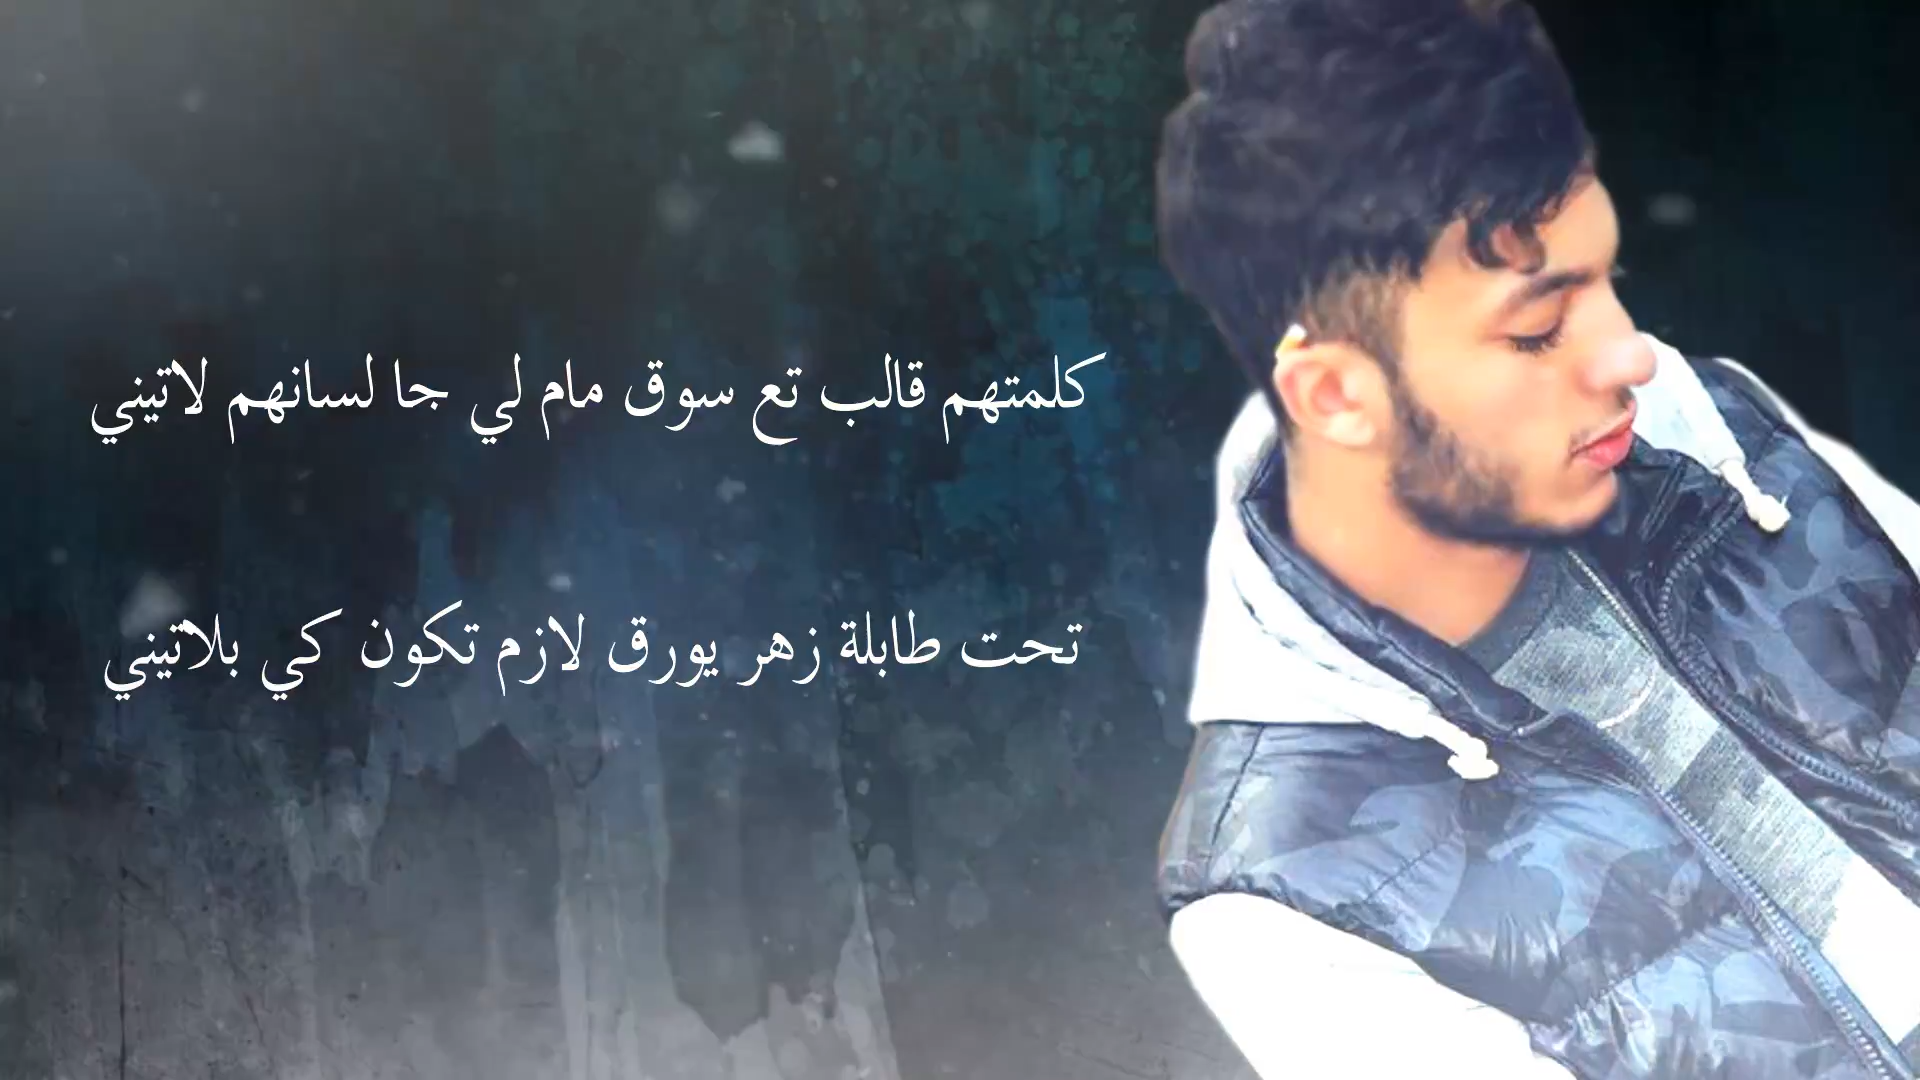 كلمتهم قالب تع سوق مام لي جا لسانهم لاتيني
تحت طابلة زهر يورق لازم تكون كي بلاتيني